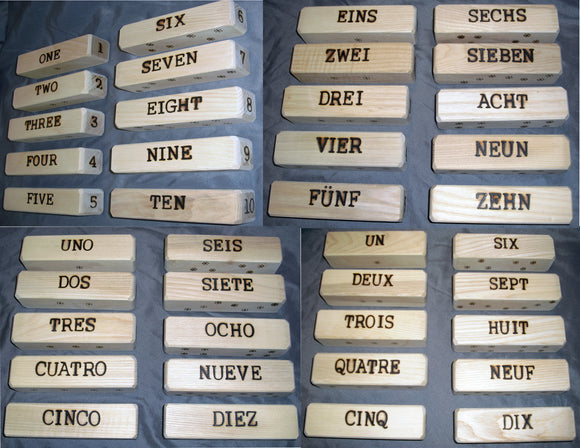 ONE 1
TWO 2
THREE 3
FOUR 4
FIVE 5
SIX 6
SEVEN 7
EIGHT 8
NINE 9
TEN 10
EINS
ZWEI
DREI
VIER
FÜNF
SECHS
SIEBEN
ACHT
NEUN
ZEHN
UNO
DOS
TRES
CUATRO
CINCO
SEIS
SIETE
OCHO
NUEVE
DIEZ
UN
DEUX
TROIS
QUATRE
CINQ
SIX
SEPT
HUIT
NEUF
DIX